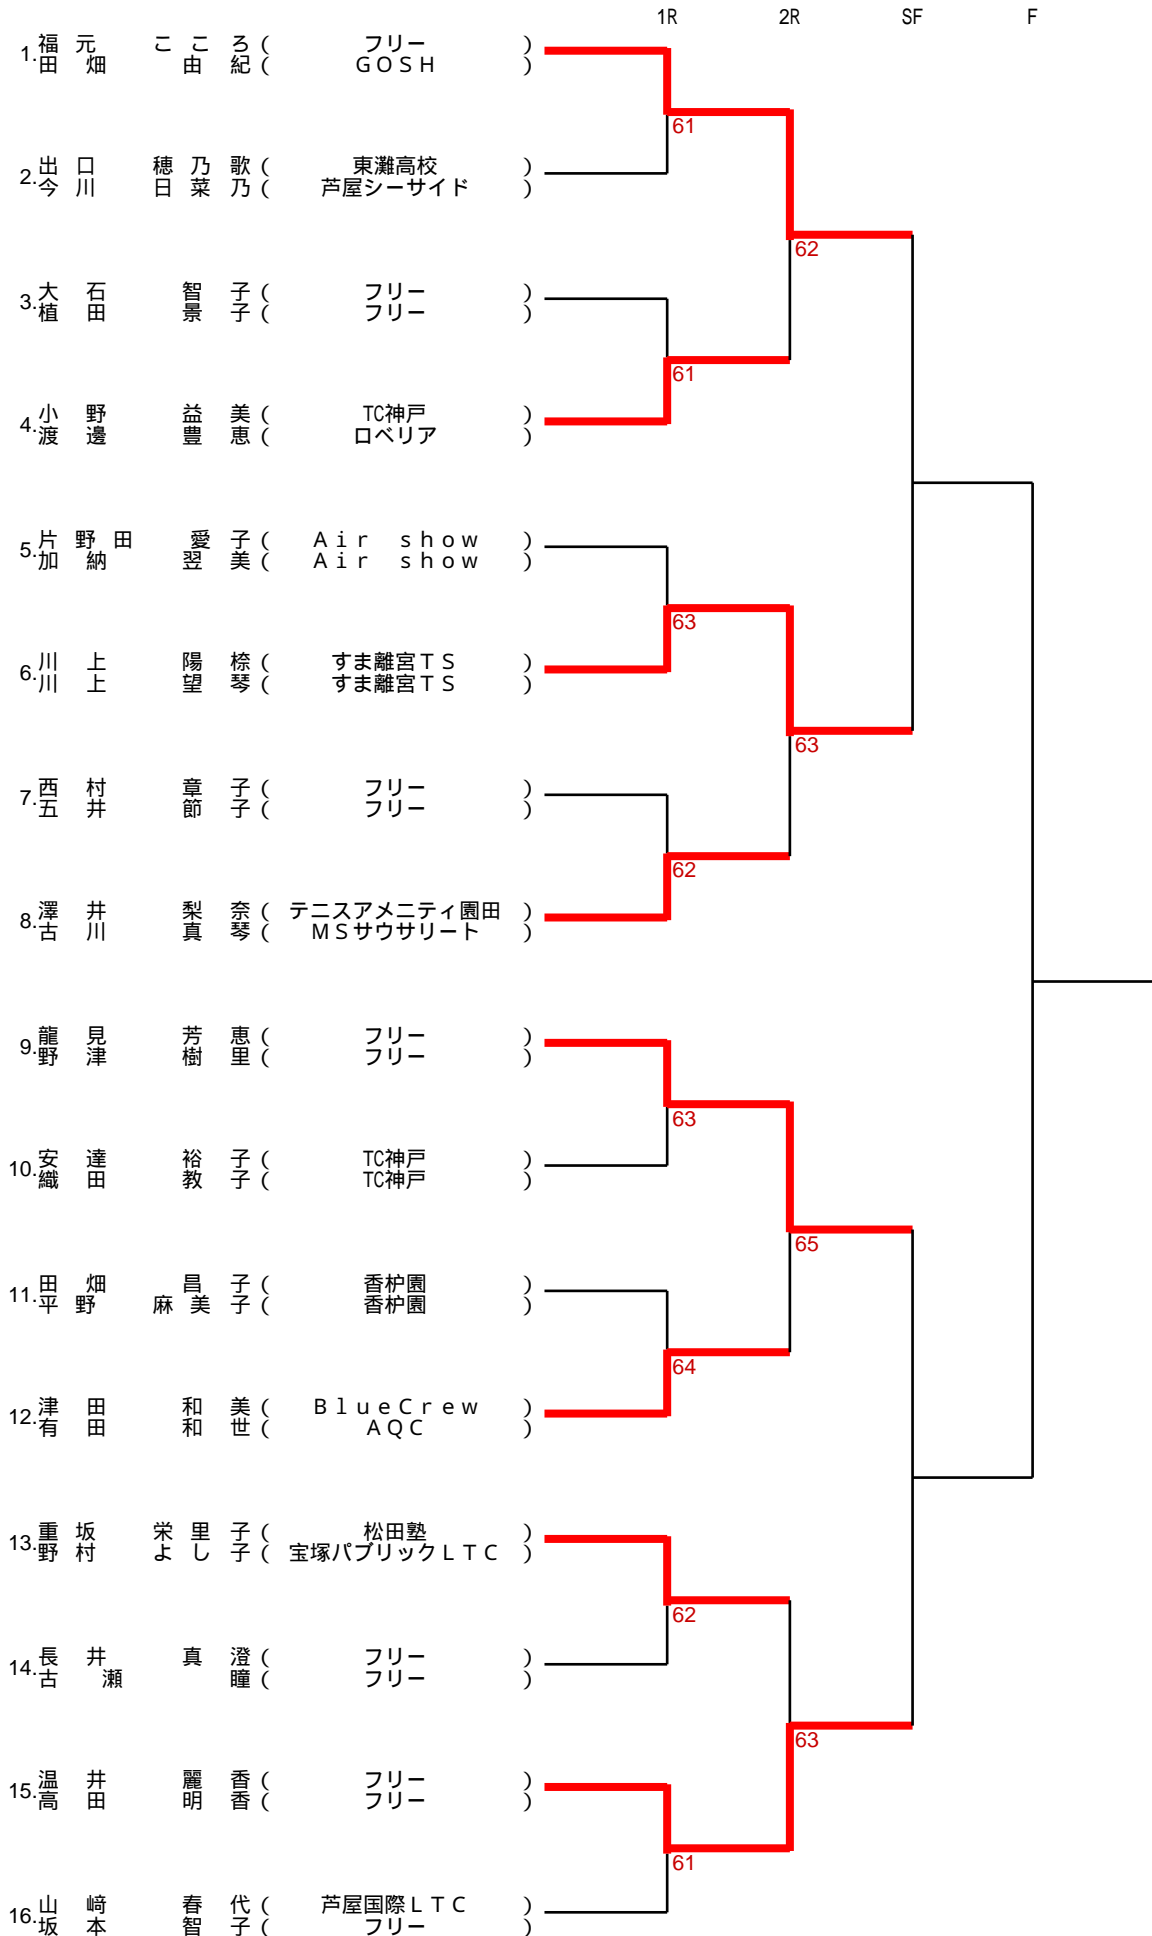 1R 2R SF F
1. 福元 こころ ( フリー )
田畑 由紀 ( GOSH )
61
2. 出口 穂乃歌 ( 東灘高校 )
今川 日菜乃 ( 芦屋シーサイド )
62
3. 大石 智子 ( フリー )
植田 景子 ( フリー )
61
4. 小野 益美 ( TC神戸 )
渡邊 豊恵 ( ロベリア )
5. 片野田 愛子 ( Air show )
加納 翌美 ( Air show )
63
6. 川上 陽榛 ( すま離宮TS )
川上 望琴 ( すま離宮TS )
63
7. 西村 章子 ( フリー )
五井 節子 ( フリー )
62
8. 澤井 梨奈 ( テニスアメニティ園田 )
古川 真琴 ( MSサウサリート )
9. 龍見 芳恵 ( フリー )
野津 樹里 ( フリー )
63
10. 安達 裕子 ( TC神戸 )
織田 教子 ( TC神戸 )
65
11. 田畑 昌子 ( 香枦園 )
平野 麻美子 ( 香枦園 )
64
12. 津田 和美 ( BlueCrew )
有田 和世 ( AQC )
13. 重坂 栄里子 ( 松田塾 )
野村 よし子 ( 宝塚パブリックLTC )
62
14. 長井 真澄 ( フリー )
古瀬 瞳 ( フリー )
63
15. 温井 麗香 ( フリー )
高田 明香 ( フリー )
61
16. 山﨑 春代 ( 芦屋国際LTC )
坂本 智子 ( フリー )